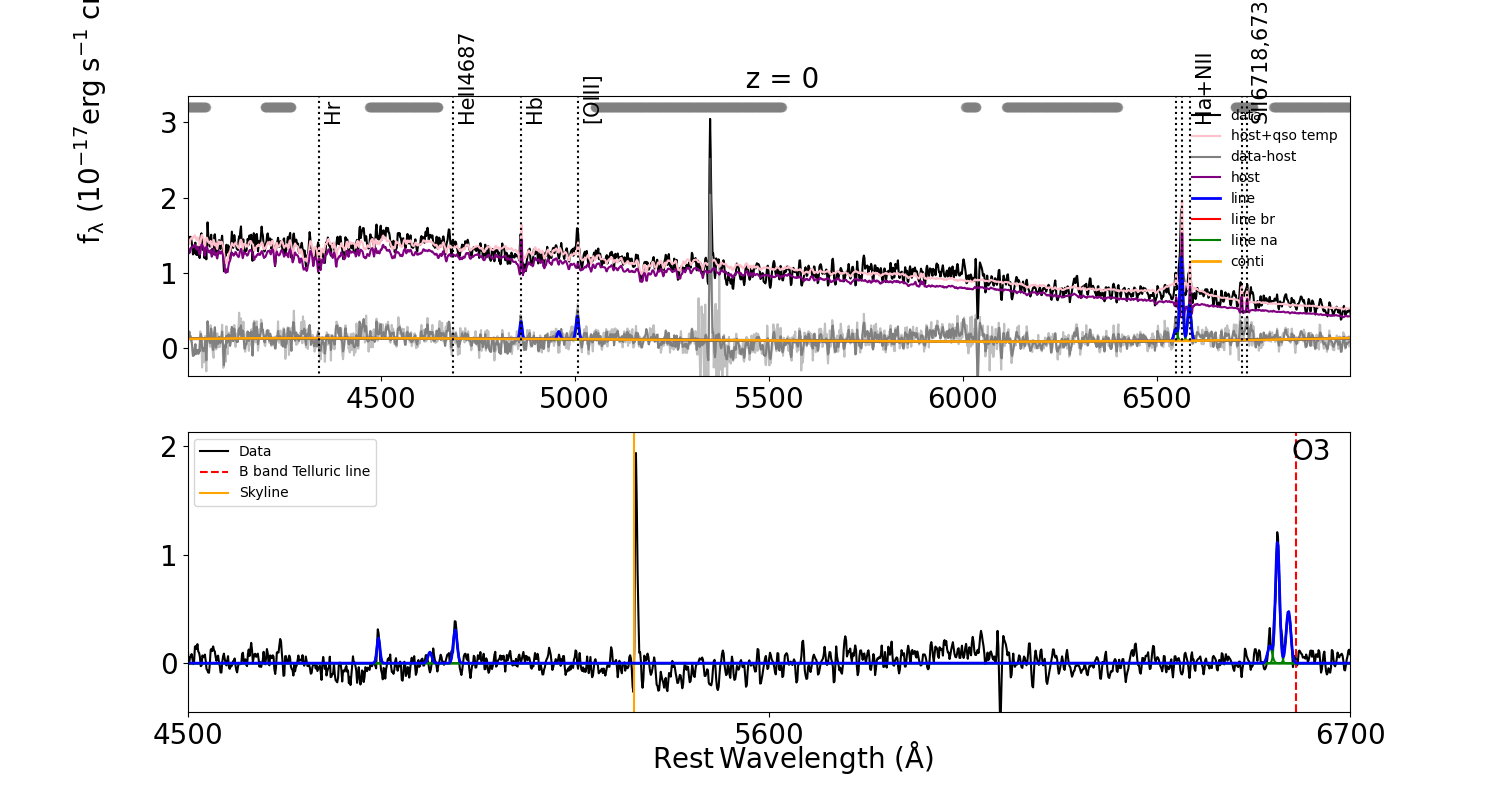 z = 0
Hr
HeII4687
Hb
[OIII]
Ha+NII
SII6718,673
fλ (10⁻¹⁷erg s⁻¹
3
2
1
0
data
host+qso temp
data-host
host
line
line br
line na
conti
4500
5000
5500
6000
6500
2
1
0
Data
B band Telluric line
Skyline
O3
4500
5600
6700
Rest Wavelength (Å)